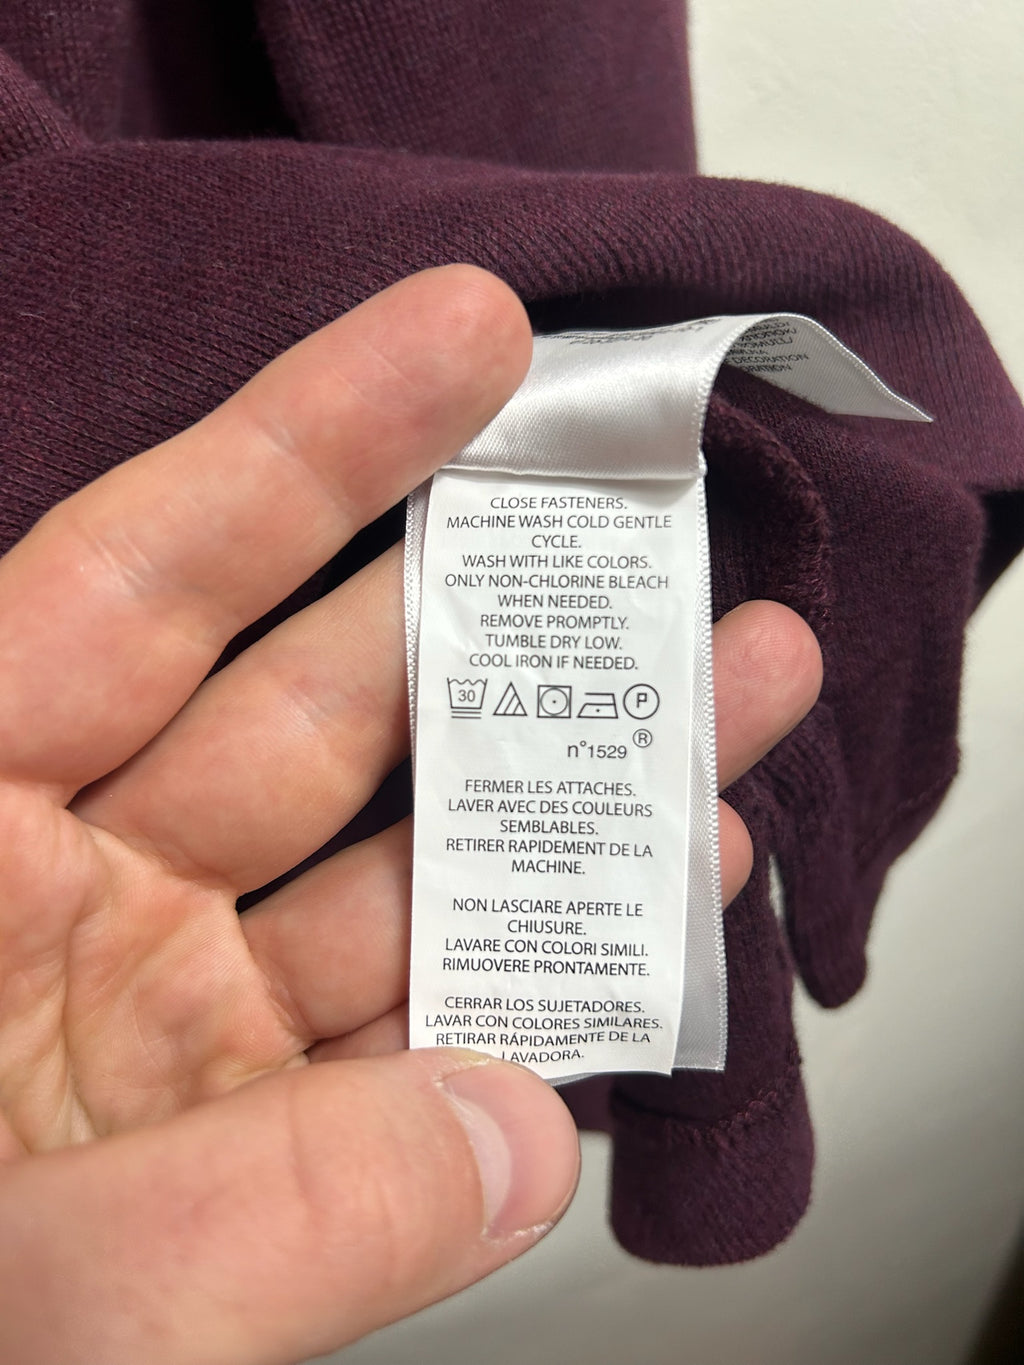 DECORATION
CLOSE FASTENERS.
MACHINE WASH COLD GENTLE
CYCLE.
WASH WITH LIKE COLORS.
ONLY NON-CHLORINE BLEACH
WHEN NEEDED.
REMOVE PROMPTLY.
TUMBLE DRY LOW.
COOL IRON IF NEEDED.
30 P
n°1529 ®
FERMER LES ATTACHES.
LAVER AVEC DES COULEURS
SEMBLABLES.
RETIRER RAPIDEMENT DE LA
MACHINE.
NON LASCIARE APERTE LE
CHIUSURE.
LAVARE CON COLORI SIMILI.
RIMUOVERE PRONTAMENTE.
CERRAR LOS SUJETADORES.
LAVAR CON COLORES SIMILARES.
RETIRAR RÁPIDAMENTE DE LA
LAVADORA.